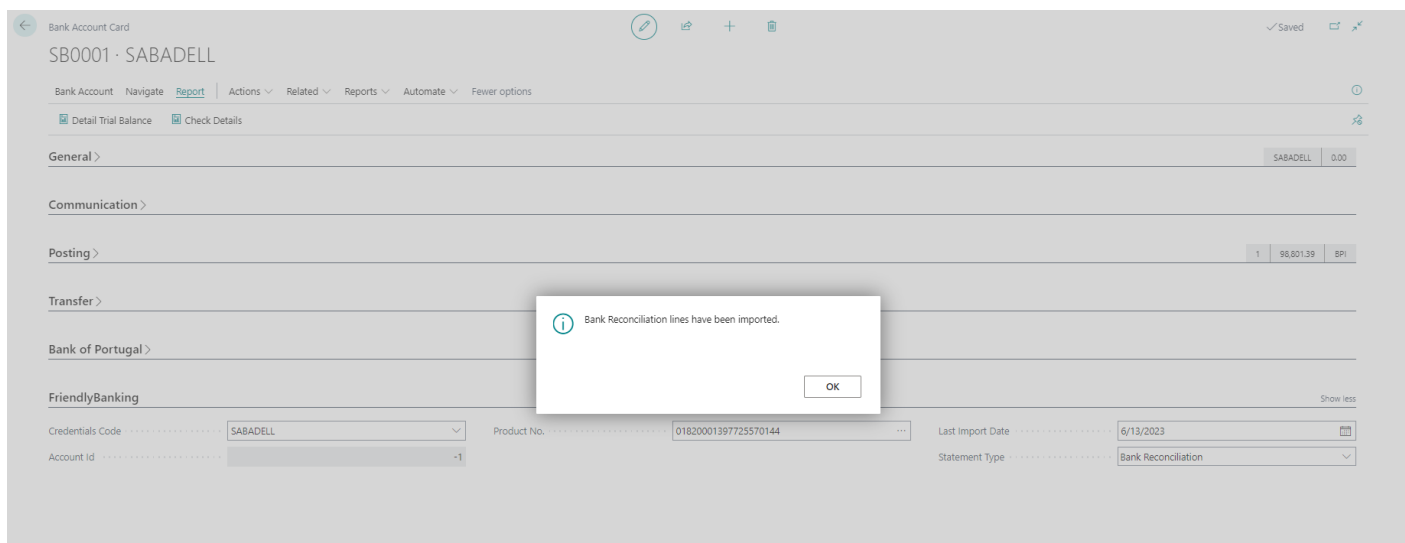 Bank Account Card
Saved
SB0001 · SABADELL
Bank Account Navigate Report Actions Related Reports Automate Fewer options
Detail Trial Balance Check Details
General SABADELL 0.00
Communication
Posting 1 98,801.39 BPI
Transfer
Bank Reconciliation lines have been imported.
Bank of Portugal
OK
FriendlyBanking Show less
Credentials Code SABADELL Product No. 01820001397725570144 Last Import Date 6/13/2023
Account Id -1 Statement Type Bank Reconciliation